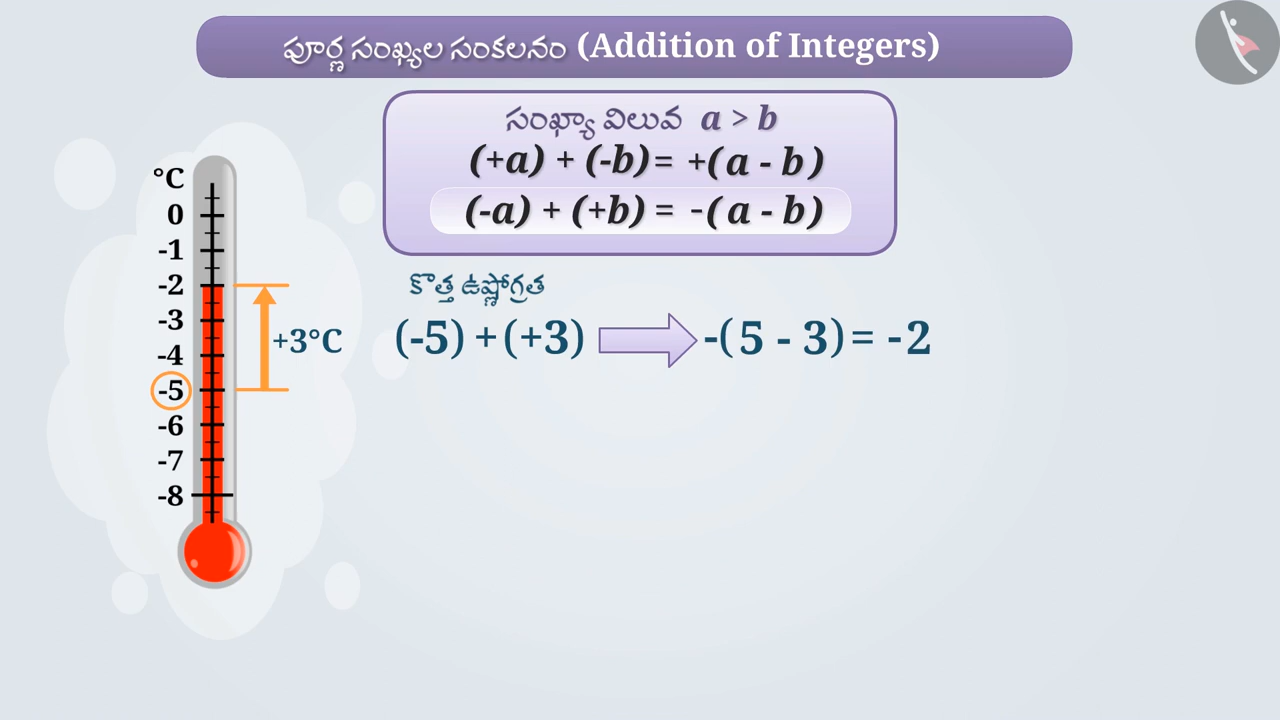 పూర్ణ సంఖ్యల సంకలనం (Addition of Integers)
సంఖ్యా విలువ a > b
(+a) + (-b) = +( a - b )
(-a) + (+b) = -( a - b )
°C
0
-1
-2
-3
-4
-5
-6
-7
-8
+3°C
కొత్త ఉష్ణోగ్రత
(-5) + (+3) -( 5 - 3 ) = -2